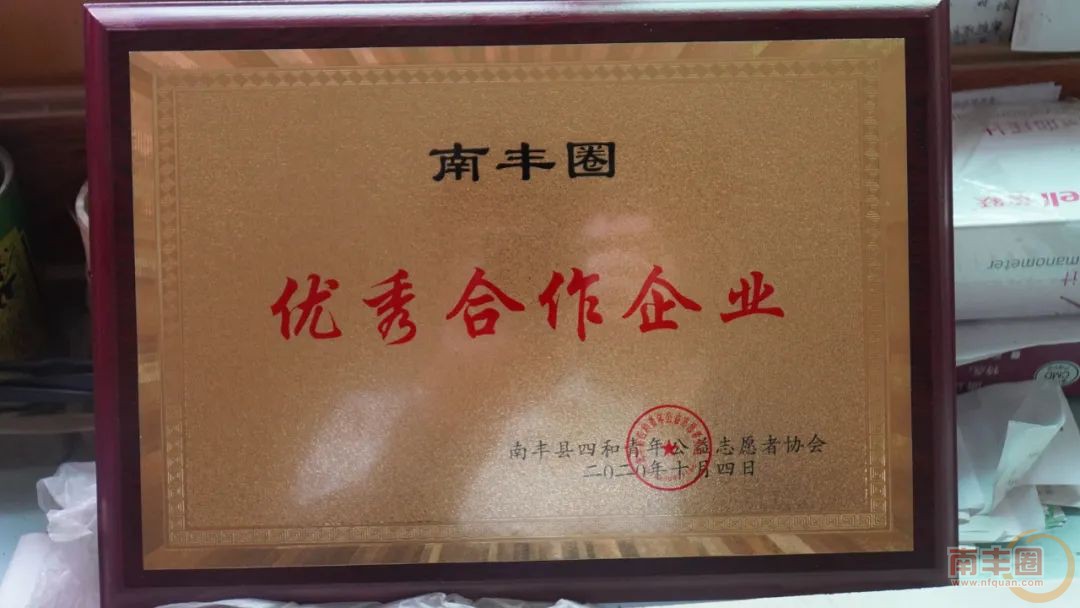 南丰圈
优秀合作企业
南丰县四和青年公益志愿者协会
二〇二〇年十月四日
manometer
CMD
南丰圈
www.nfquan.com